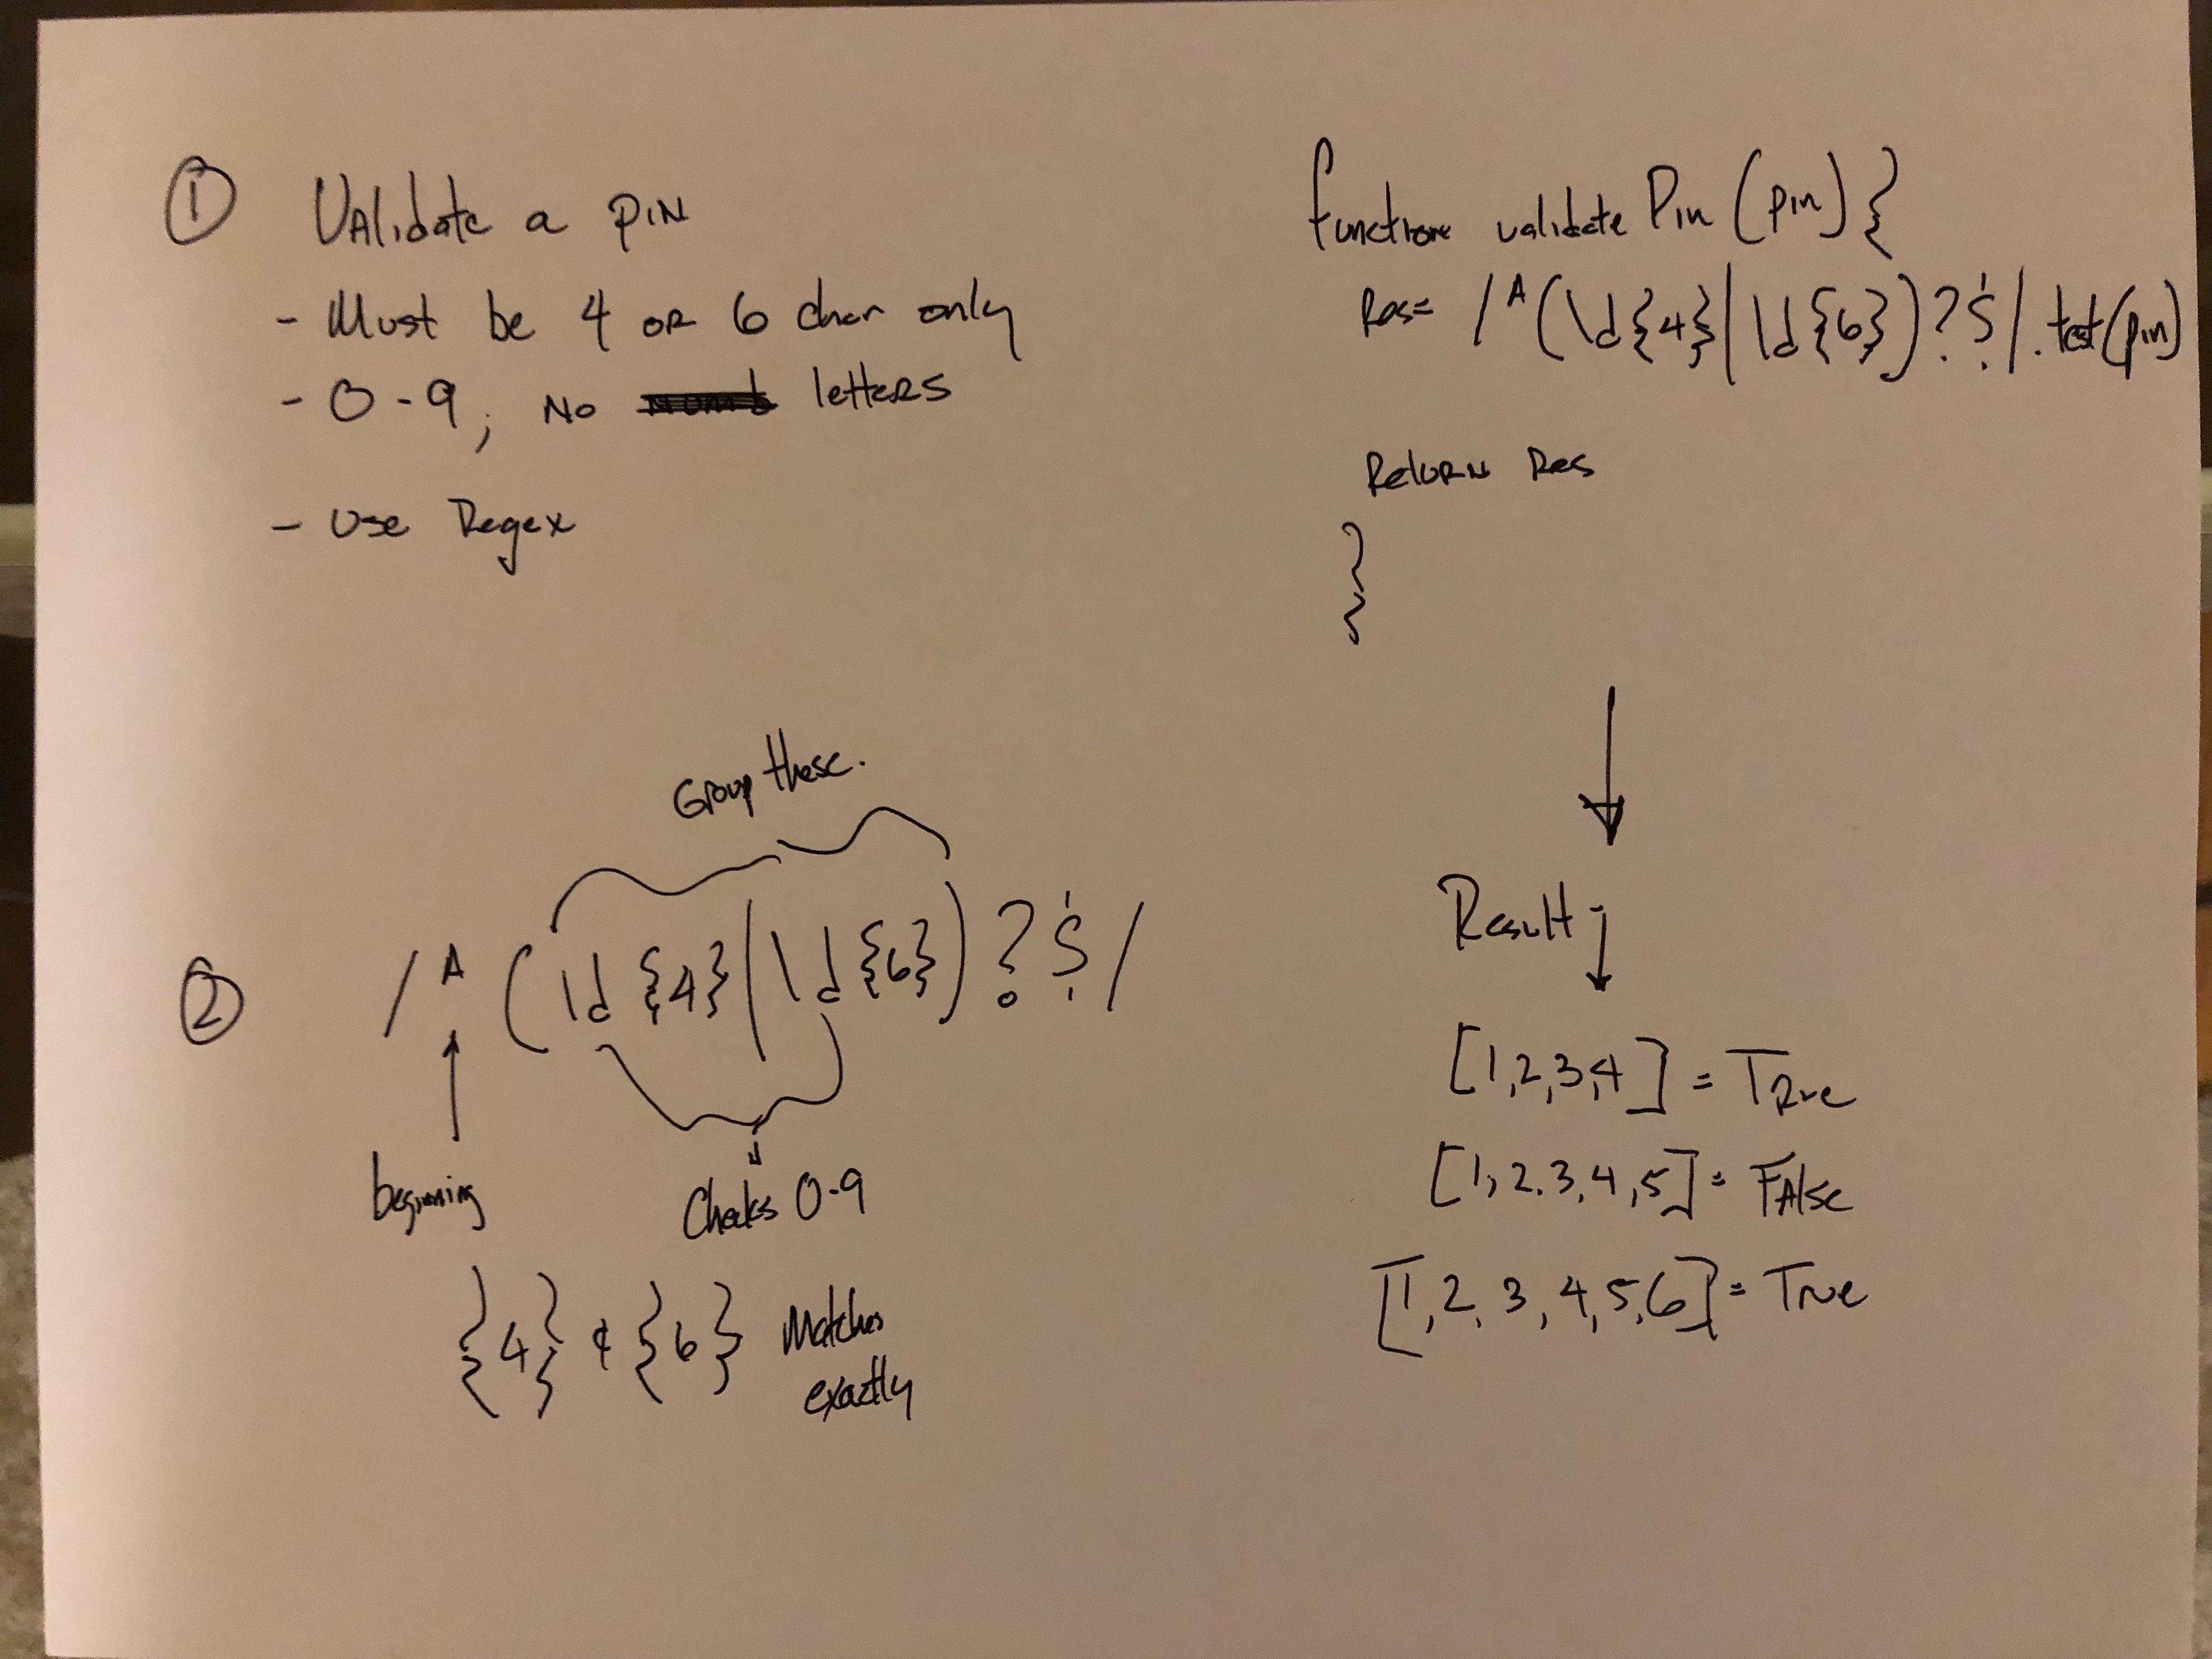 ① Validate a pin
- Must be 4 or 6 char only
- 0-9, no letters
- Use Regex
function validate Pin (pin) {
Res= /^(\d{4}|\d{6})?$/.test(pin)
Return Res
}
Group these.
② /^(\d{4}|\d{6})?$/
beginning
Checks 0-9
{4} & {6} Matches
exactly
Result
[1,2,3,4] = True
[1,2,3,4,5] = False
[1,2,3,4,5,6] = True